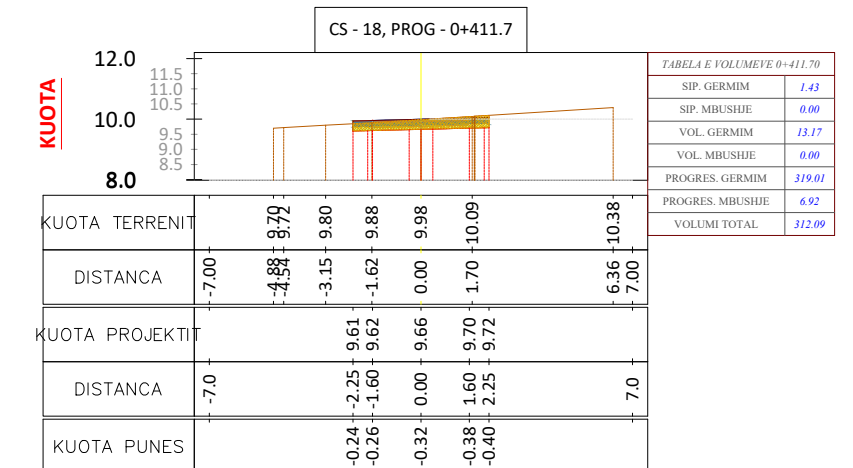 CS - 18, PROG - 0+411.7
KUOTA
12.0
11.5
11.0
10.5
10.0
9.5
9.0
8.5
8.0
TABELA E VOLUMEVE 0+411.70
SIP. GERMIM 1.43
SIP. MBUSHJE 0.00
VOL. GERMIM 13.17
VOL. MBUSHJE 0.00
PROGRES. GERMIM 319.01
PROGRES. MBUSHJE 6.92
VOLUMI TOTAL 312.09
KUOTA TERRENIT 9.70 9.72 9.80 9.88 9.98 10.09 10.38
DISTANCA -7.00 -4.88 -4.54 -3.15 -1.62 0.00 1.70 6.36 7.00
KUOTA PROJEKTIT 9.61 9.62 9.66 9.70 9.72
DISTANCA -7.0 -2.25 -1.60 0.00 1.60 2.25 7.0
KUOTA PUNES -0.24 -0.26 -0.32 -0.38 -0.40